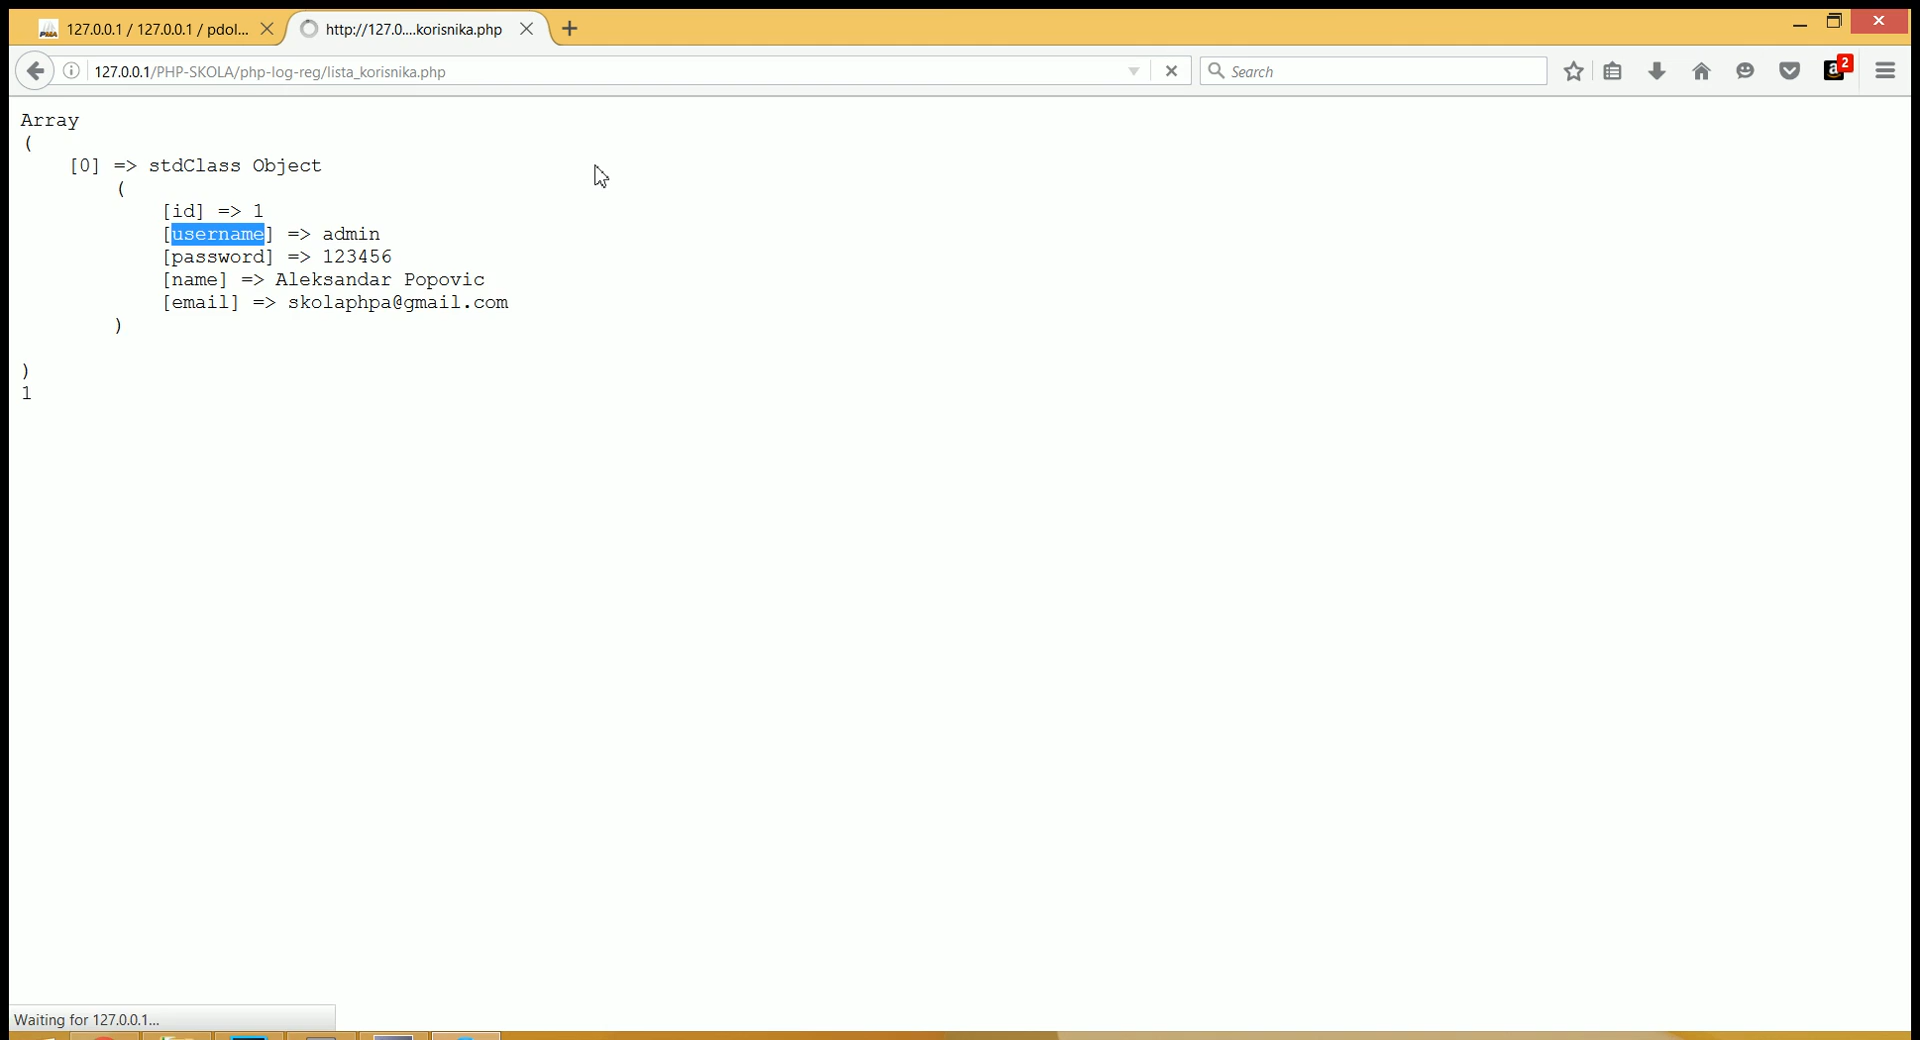 127.0.0.1 / 127.0.0.1 / pdol...
http://127.0....korisnika.php
127.0.0.1/PHP-SKOLA/php-log-reg/lista_korisnika.php
Search
2
Array
(
[0] => stdClass Object
(
[id] => 1
[username] => admin
[password] => 123456
[name] => Aleksandar Popovic
[email] => skolaphpa@gmail.com
)
)
1
Waiting for 127.0.0.1...